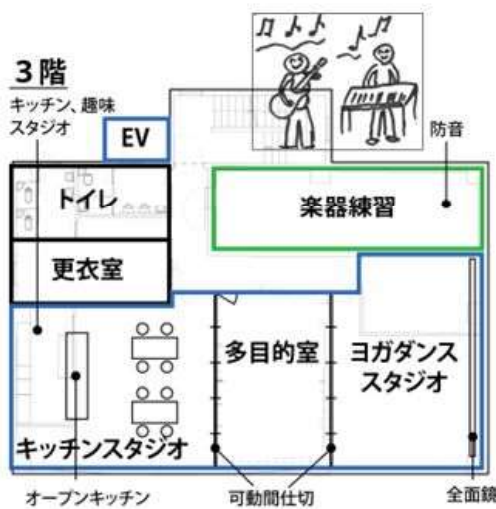 3階
キッチン、趣味
スタジオ
EV
防音
トイレ
楽器練習
更衣室
多目的室
ヨガダンス
スタジオ
キッチンスタジオ
オープンキッチン
可動間仕切
全面鏡